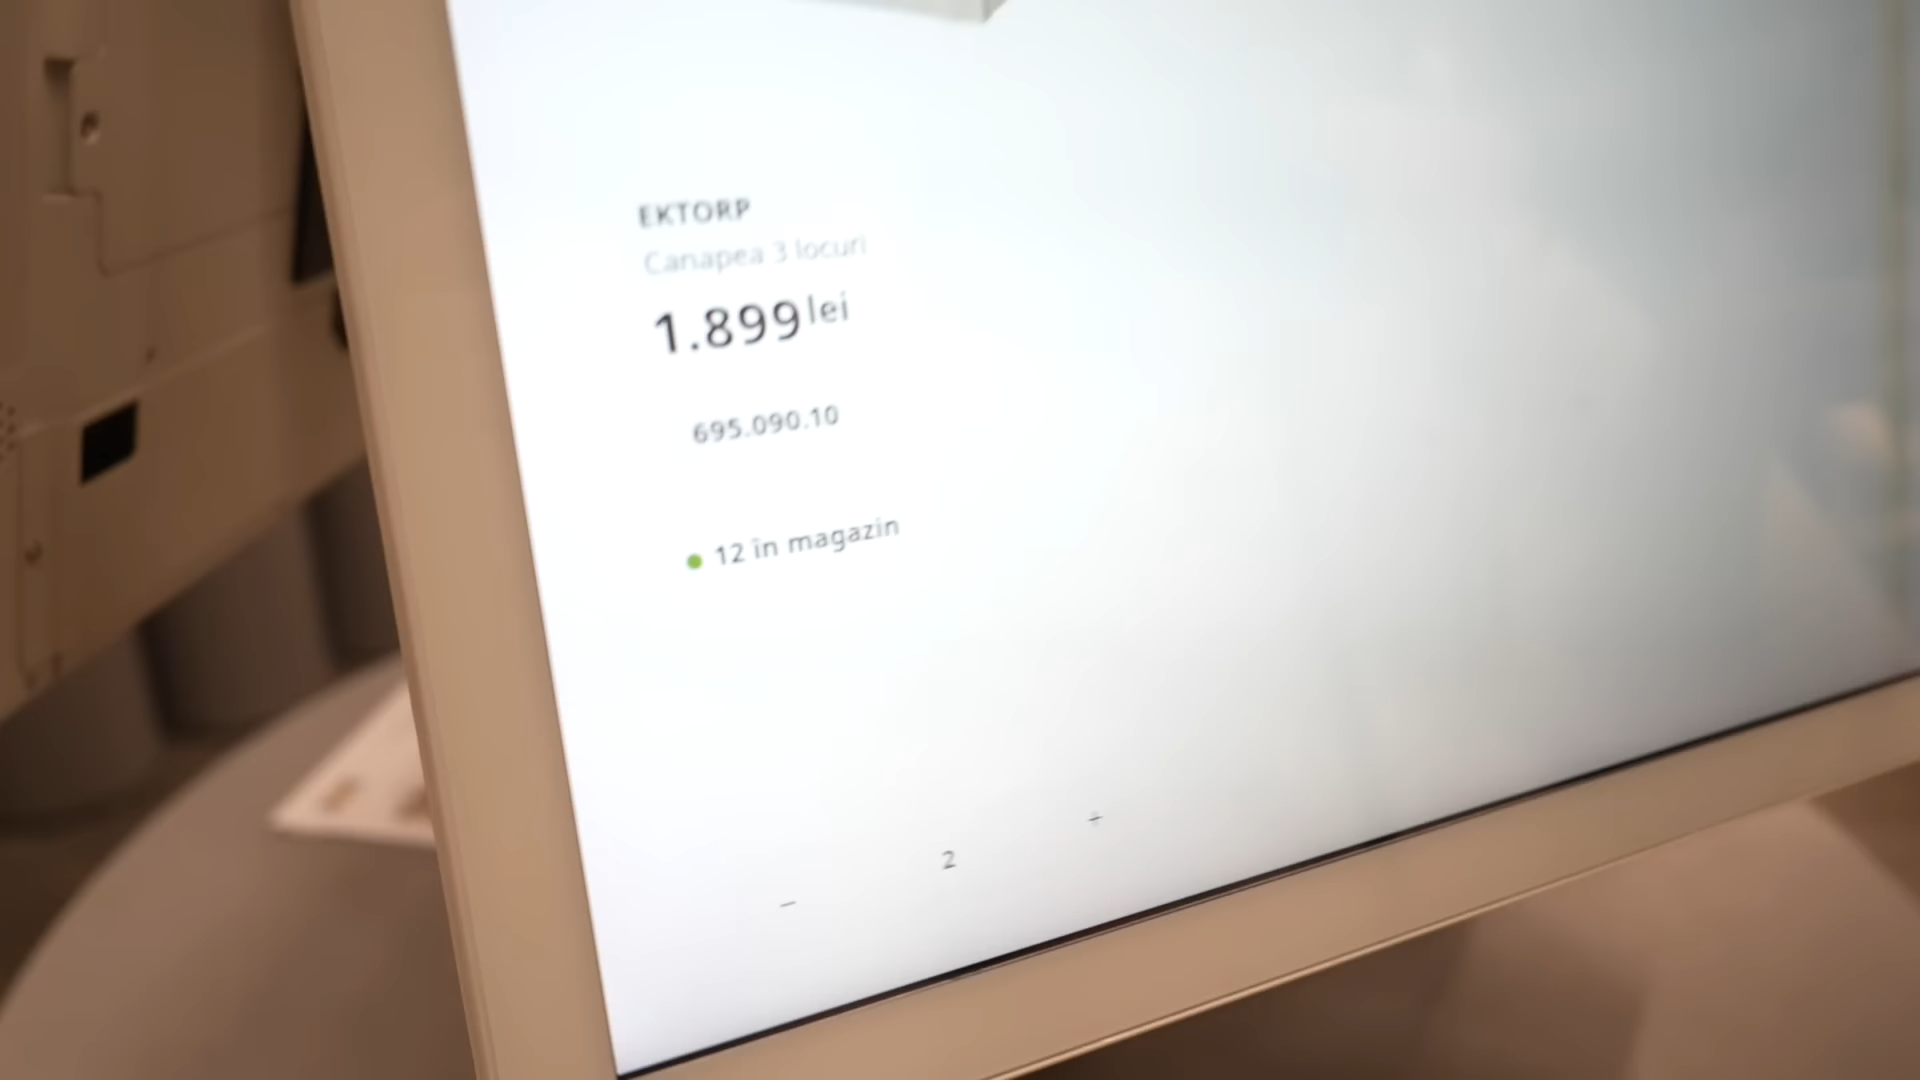 EKTORP
Canapea 3 locuri
1.899 lei
695.090.10
12 în magazin
− 2 +